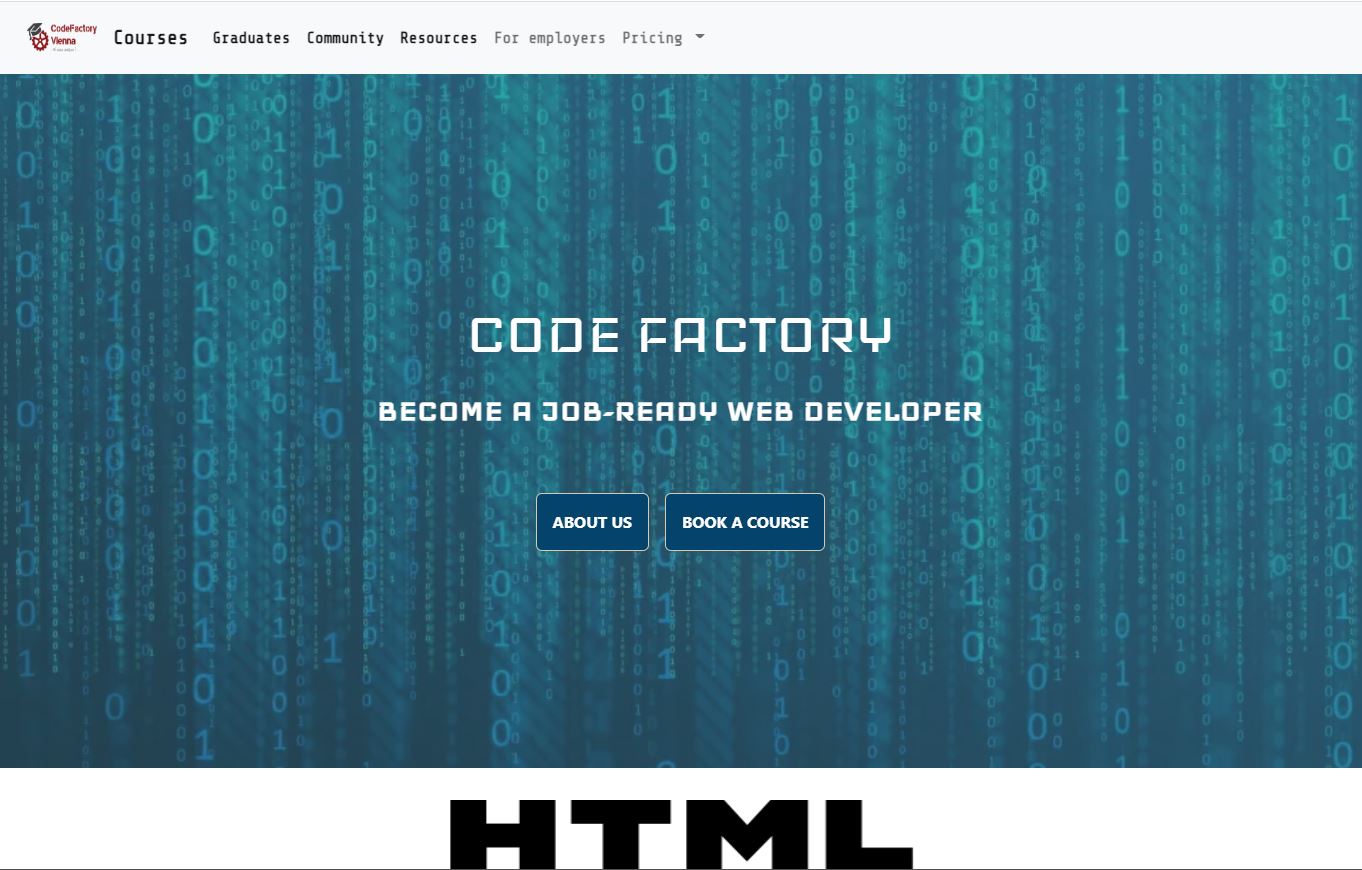 CodeFactory
Vienna
Courses Graduates Community Resources For employers Pricing
CODE FACTORY
BECOME A JOB-READY WEB DEVELOPER
ABOUT US BOOK A COURSE
HTML